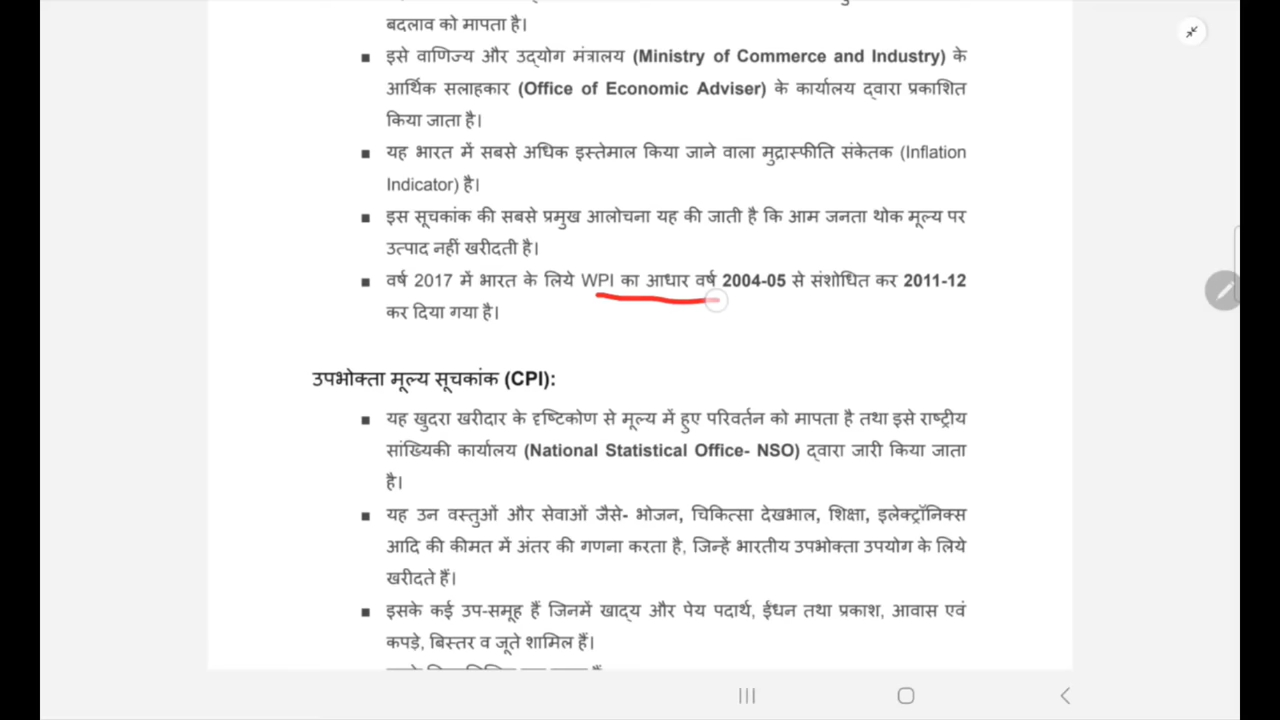 बदलाव को मापता है।
▪ इसे वाणिज्य और उद्योग मंत्रालय (Ministry of Commerce and Industry) के
आर्थिक सलाहकार (Office of Economic Adviser) के कार्यालय द्वारा प्रकाशित
किया जाता है।
▪ यह भारत में सबसे अधिक इस्तेमाल किया जाने वाला मुद्रास्फीति संकेतक (Inflation
Indicator) है।
▪ इस सूचकांक की सबसे प्रमुख आलोचना यह की जाती है कि आम जनता थोक मूल्य पर
उत्पाद नहीं खरीदती है।
▪ वर्ष 2017 में भारत के लिये WPI का आधार वर्ष 2004-05 से संशोधित कर 2011-12
कर दिया गया है।
उपभोक्ता मूल्य सूचकांक (CPI):
▪ यह खुदरा खरीदार के दृष्टिकोण से मूल्य में हुए परिवर्तन को मापता है तथा इसे राष्ट्रीय
सांख्यिकी कार्यालय (National Statistical Office- NSO) द्वारा जारी किया जाता
है।
▪ यह उन वस्तुओं और सेवाओं जैसे- भोजन, चिकित्सा देखभाल, शिक्षा, इलेक्ट्रॉनिक्स
आदि की कीमत में अंतर की गणना करता है, जिन्हें भारतीय उपभोक्ता उपयोग के लिये
खरीदते हैं।
▪ इसके कई उप-समूह हैं जिनमें खाद्य और पेय पदार्थ, ईंधन तथा प्रकाश, आवास एवं
कपड़े, बिस्तर व जूते शामिल हैं।